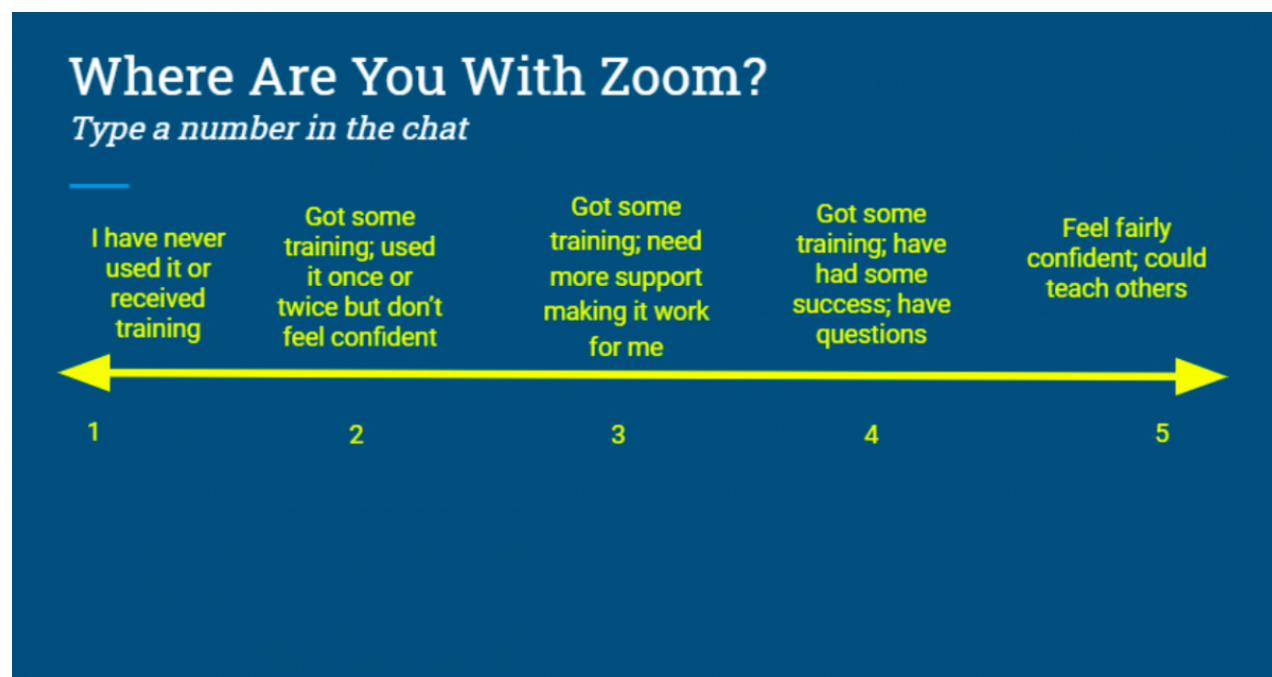 Where Are You With Zoom?
Type a number in the chat
I have never
used it or
received
training
Got some
training; used
it once or
twice but don't
feel confident
Got some
training; need
more support
making it work
for me
Got some
training; have
had some
success; have
questions
Feel fairly
confident; could
teach others
1
2
3
4
5